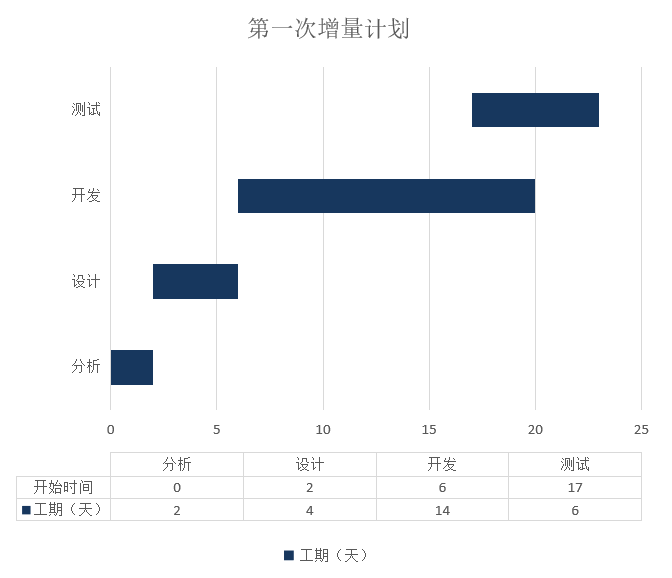 第一次增量计划
测试
开发
设计
分析
0 5 10 15 20 25
分析 设计 开发 测试
开始时间 0 2 6 17
工期（天） 2 4 14 6
工期（天）